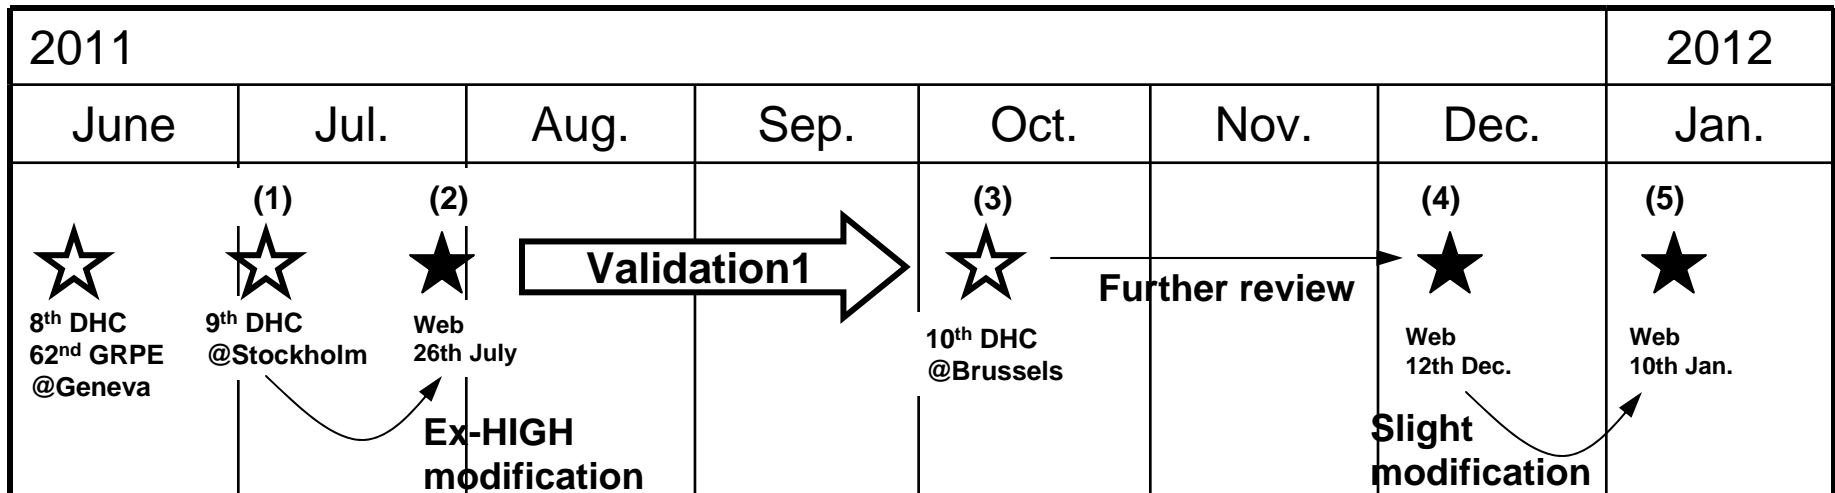 2011 2012
June Jul. Aug. Sep. Oct. Nov. Dec. Jan.
(1) (2) (3) (4) (5)
Validation1
Further review
8th DHC
62nd GRPE
@Geneva
9th DHC
@Stockholm
Web
26th July
10th DHC
@Brussels
Web
12th Dec.
Web
10th Jan.
Ex-HIGH
modification
Slight
modification